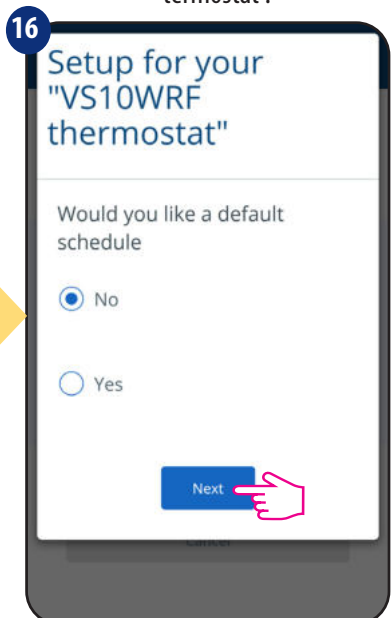 termostat".
16
Setup for your
"VS10WRF
thermostat"
Would you like a default
schedule
No
Yes
Next
Cancel